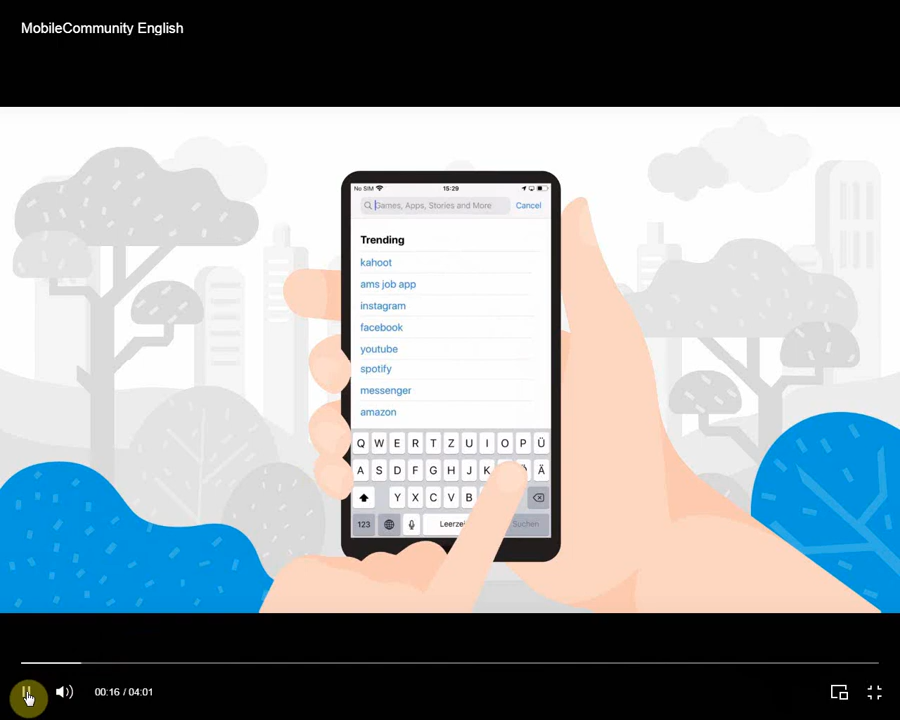 MobileCommunity English
No SIM 15:29
Games, Apps, Stories and More Cancel
Trending
kahoot
ams job app
instagram
facebook
youtube
spotify
messenger
amazon
Q W E R T Z U I O P Ü
A S D F G H J K Ä
Y X C V B
123 Suchen
00:16 / 04:01